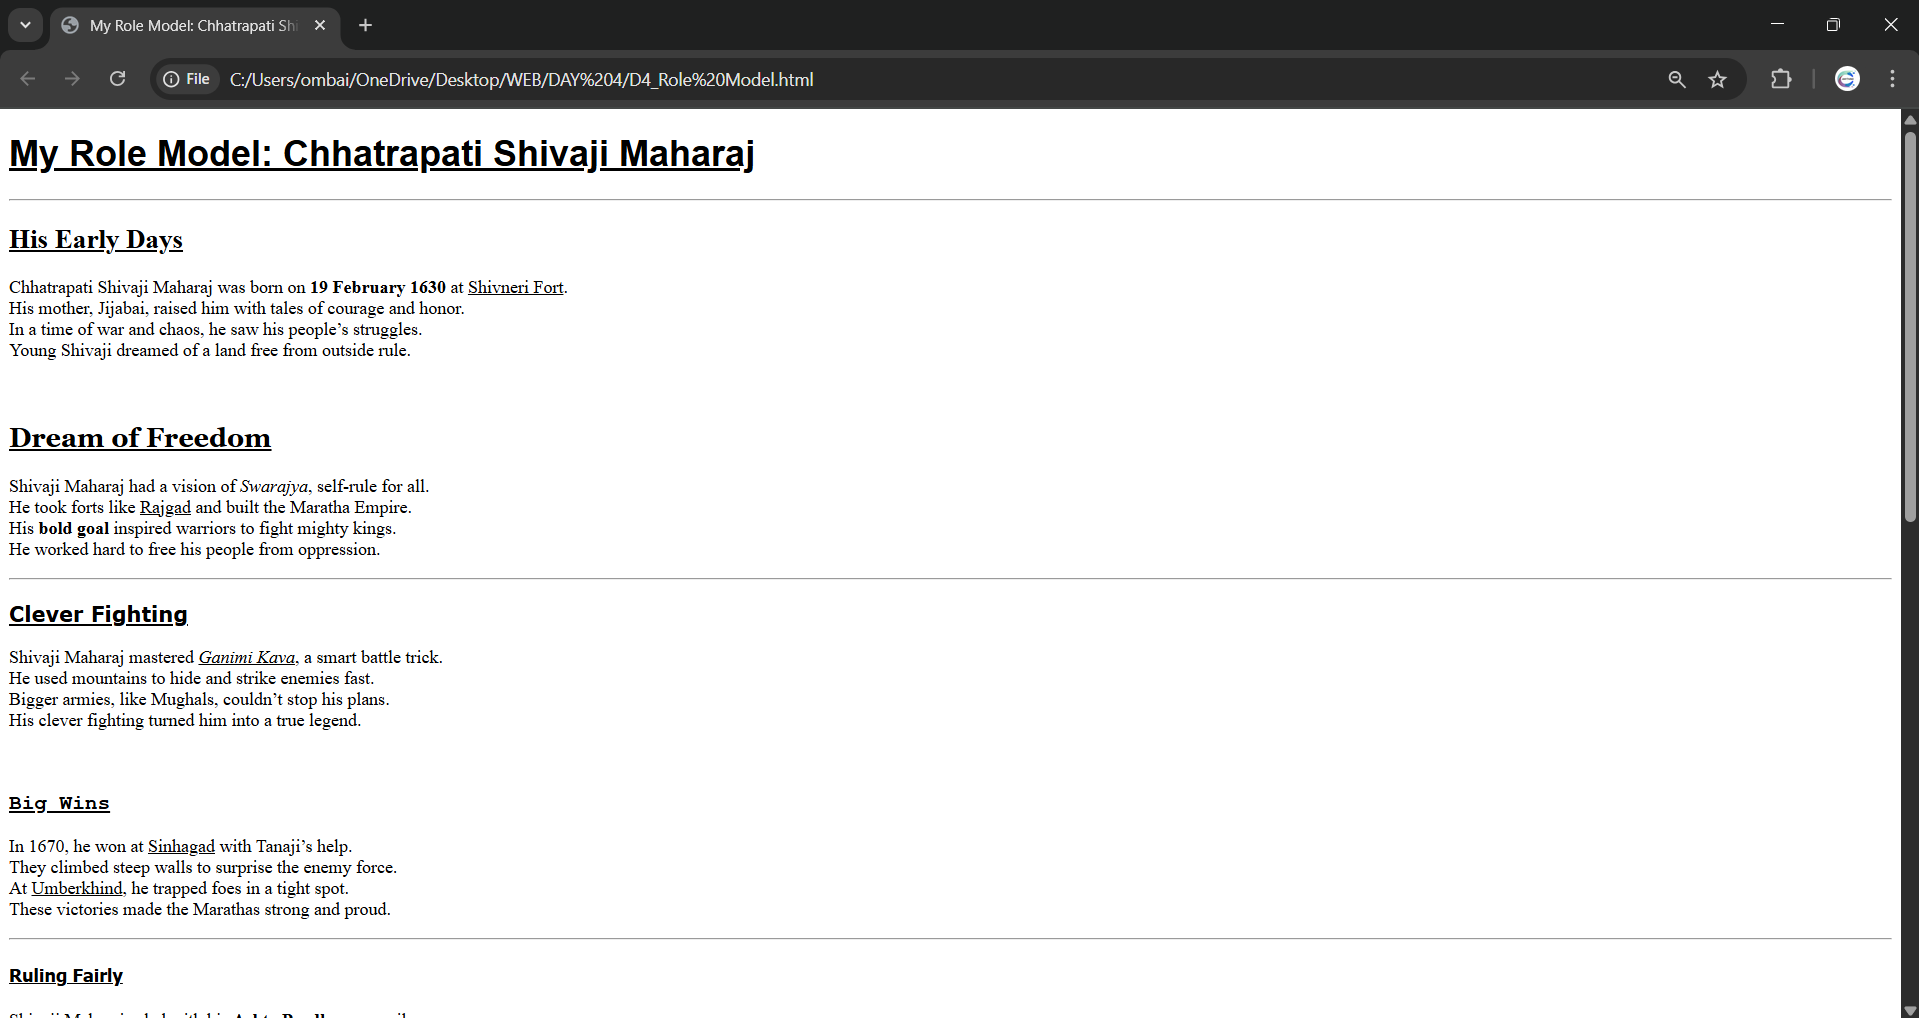 My Role Model: Chhatrapati Shi
File
C:/Users/ombai/OneDrive/Desktop/WEB/DAY%204/D4_Role%20Model.html
My Role Model: Chhatrapati Shivaji Maharaj
His Early Days
Chhatrapati Shivaji Maharaj was born on 19 February 1630 at Shivneri Fort.
His mother, Jijabai, raised him with tales of courage and honor.
In a time of war and chaos, he saw his people’s struggles.
Young Shivaji dreamed of a land free from outside rule.
Dream of Freedom
Shivaji Maharaj had a vision of Swarajya, self-rule for all.
He took forts like Rajgad and built the Maratha Empire.
His bold goal inspired warriors to fight mighty kings.
He worked hard to free his people from oppression.
Clever Fighting
Shivaji Maharaj mastered Ganimi Kava, a smart battle trick.
He used mountains to hide and strike enemies fast.
Bigger armies, like Mughals, couldn’t stop his plans.
His clever fighting turned him into a true legend.
Big Wins
In 1670, he won at Sinhagad with Tanaji’s help.
They climbed steep walls to surprise the enemy force.
At Umberkhind, he trapped foes in a tight spot.
These victories made the Marathas strong and proud.
Ruling Fairly